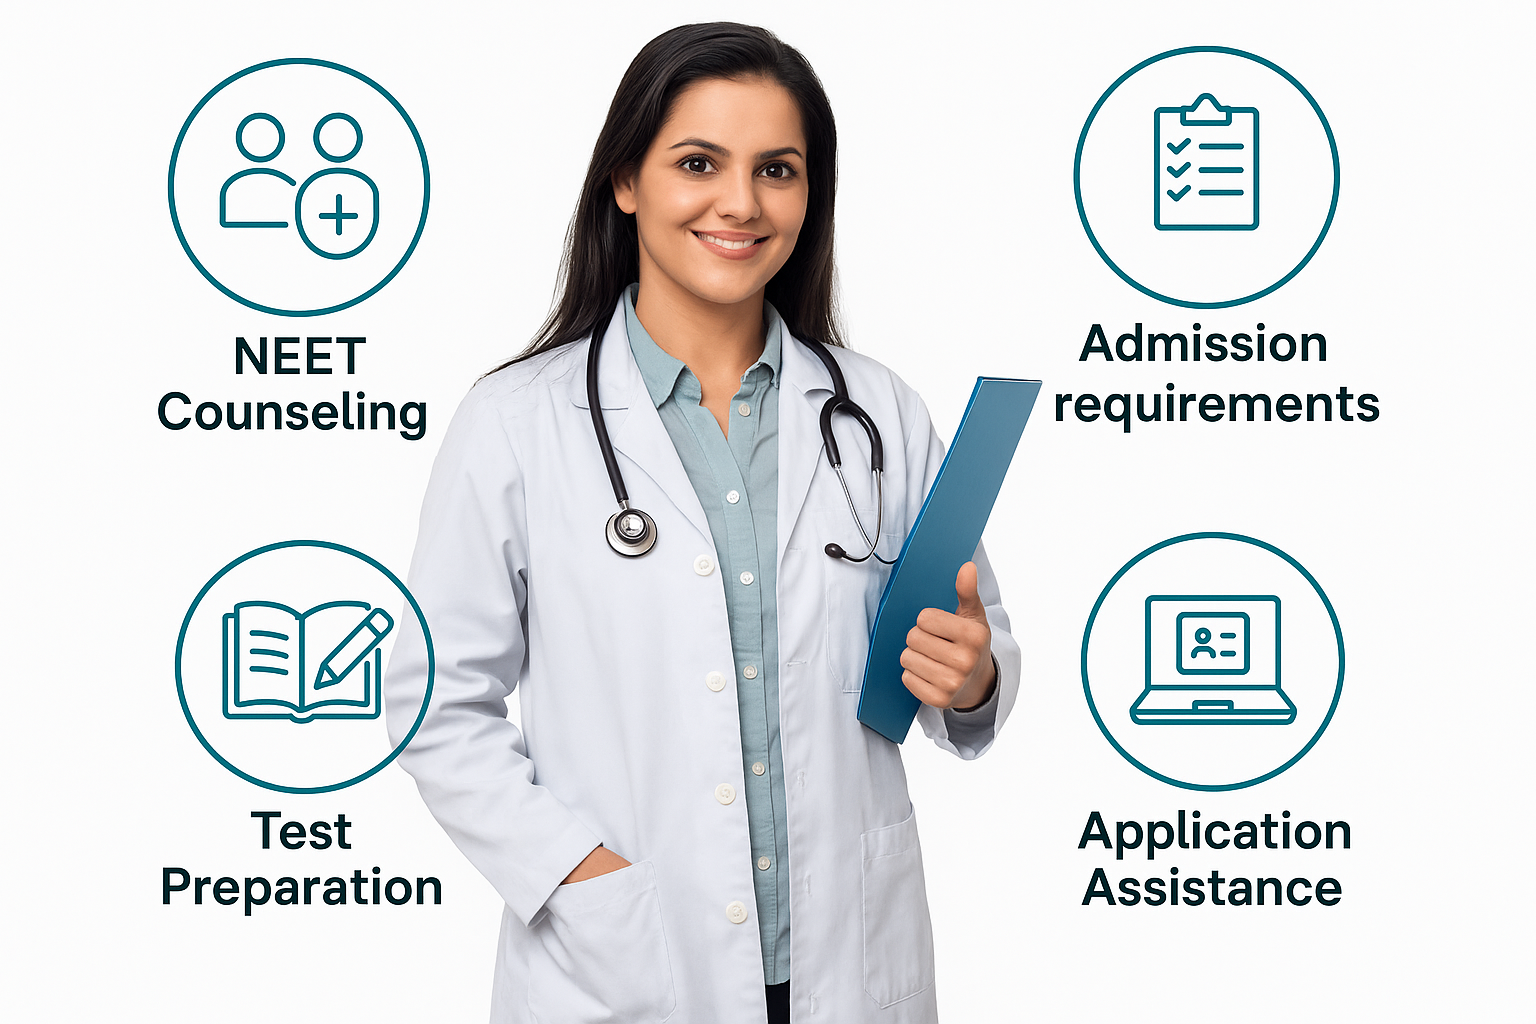 NEET
Counseling
Admission
requirements
Test
Preparation
Application
Assistance